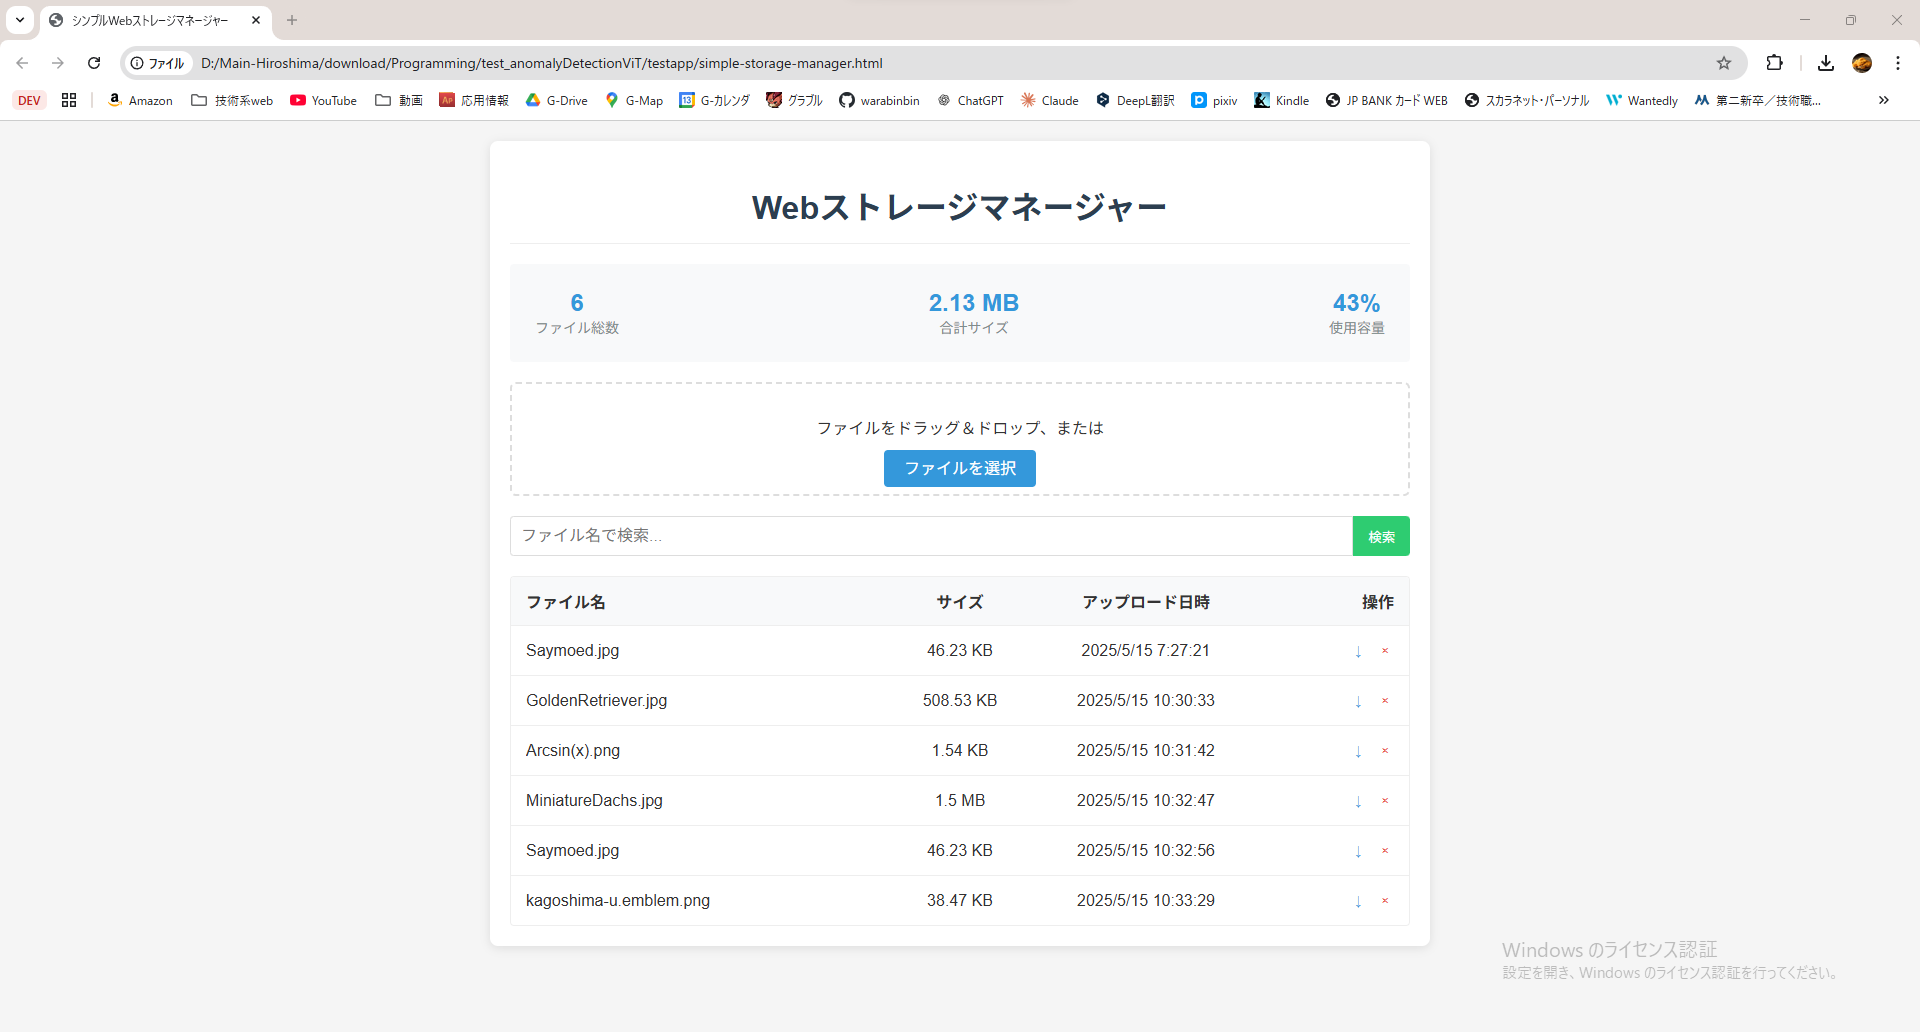 シンプルWebストレージマネージャー
ファイル D:/Main-Hiroshima/download/Programming/test_anomalyDetectionViT/testapp/simple-storage-manager.html
DEV Amazon 技術系web YouTube 動画 Ap 応用情報 G-Drive G-Map 13 G-カレンダ グラブル warabinbin ChatGPT Claude DeepL翻訳 pixiv Kindle JP BANK カード WEB スカラネット・パーソナル Wantedly 第二新卒／技術職...
Webストレージマネージャー
6 2.13 MB 43%
ファイル総数 合計サイズ 使用容量
ファイルをドラッグ＆ドロップ、または
ファイルを選択
ファイル名で検索... 検索
ファイル名 サイズ アップロード日時 操作
Saymoed.jpg 46.23 KB 2025/5/15 7:27:21 ↓ ×
GoldenRetriever.jpg 508.53 KB 2025/5/15 10:30:33 ↓ ×
Arcsin(x).png 1.54 KB 2025/5/15 10:31:42 ↓ ×
MiniatureDachs.jpg 1.5 MB 2025/5/15 10:32:47 ↓ ×
Saymoed.jpg 46.23 KB 2025/5/15 10:32:56 ↓ ×
kagoshima-u.emblem.png 38.47 KB 2025/5/15 10:33:29 ↓ ×
Windows のライセンス認証
設定を開き、Windows のライセンス認証を行ってください。